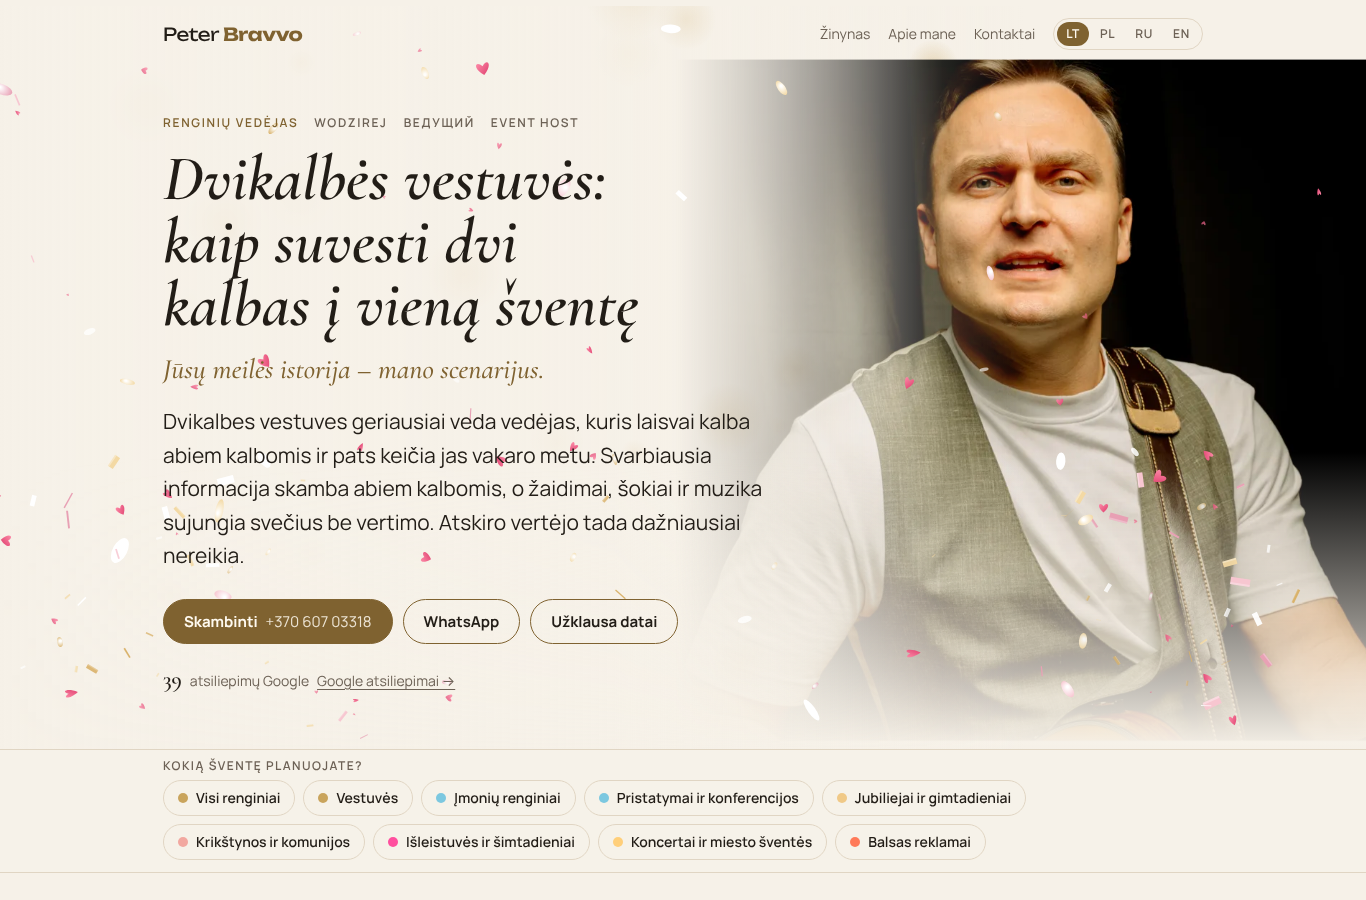 Peter Bravvo
Žinynas Apie mane Kontaktai LT PL RU EN
RENGINIŲ VEDĖJAS WODZIREJ ВЕДУЩИЙ EVENT HOST
Dvikalbės vestuvės:
kaip suvesti dvi
kalbas į vieną šventę
Jūsų meilės istorija – mano scenarijus.
Dvikalbes vestuves geriausiai veda vedėjas, kuris laisvai kalba
abiem kalbomis ir pats keičia jas vakaro metu. Svarbiausia
informacija skamba abiem kalbomis, o žaidimai, šokiai ir muzika
sujungia svečius be vertimo. Atskiro vertėjo tada dažniausiai
nereikia.
Skambinti +370 607 03318 WhatsApp Užklausa datai
39 atsiliepimų Google Google atsiliepimai →
KOKIĄ ŠVENTĘ PLANUOJATE?
Visi renginiai Vestuvės Įmonių renginiai Pristatymai ir konferencijos Jubiliejai ir gimtadieniai
Krikštynos ir komunijos Išleistuvės ir šimtadieniai Koncertai ir miesto šventės Balsas reklamai